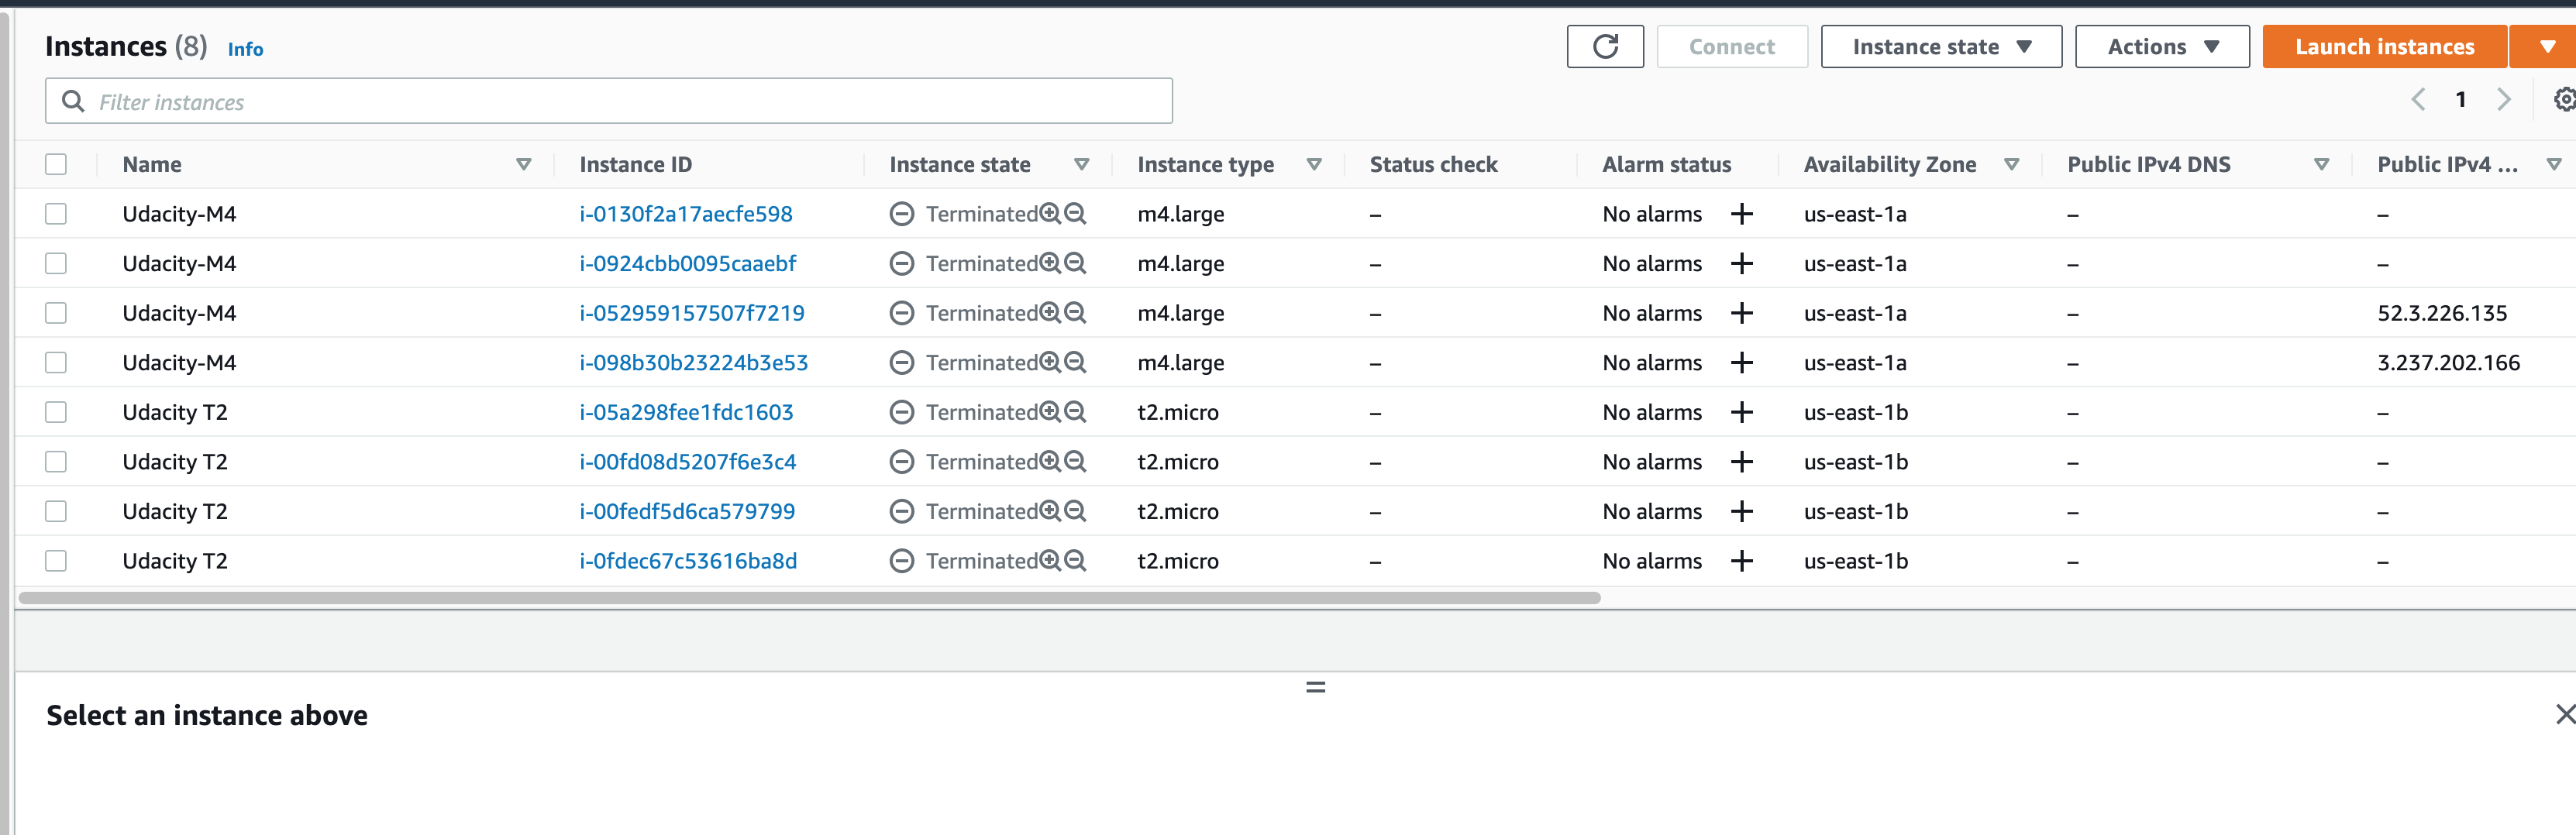 Instances (8) Info
Connect Instance state Actions Launch instances
Filter instances
1
Name Instance ID Instance state Instance type Status check Alarm status Availability Zone Public IPv4 DNS Public IPv4 ...
Udacity-M4 i-0130f2a17aecfe598 Terminated m4.large – No alarms + us-east-1a – –
Udacity-M4 i-0924cbb0095caaebf Terminated m4.large – No alarms + us-east-1a – –
Udacity-M4 i-052959157507f7219 Terminated m4.large – No alarms + us-east-1a – 52.3.226.135
Udacity-M4 i-098b30b23224b3e53 Terminated m4.large – No alarms + us-east-1a – 3.237.202.166
Udacity T2 i-05a298fee1fdc1603 Terminated t2.micro – No alarms + us-east-1b – –
Udacity T2 i-00fd08d5207f6e3c4 Terminated t2.micro – No alarms + us-east-1b – –
Udacity T2 i-00fedf5d6ca579799 Terminated t2.micro – No alarms + us-east-1b – –
Udacity T2 i-0fdec67c53616ba8d Terminated t2.micro – No alarms + us-east-1b – –
Select an instance above